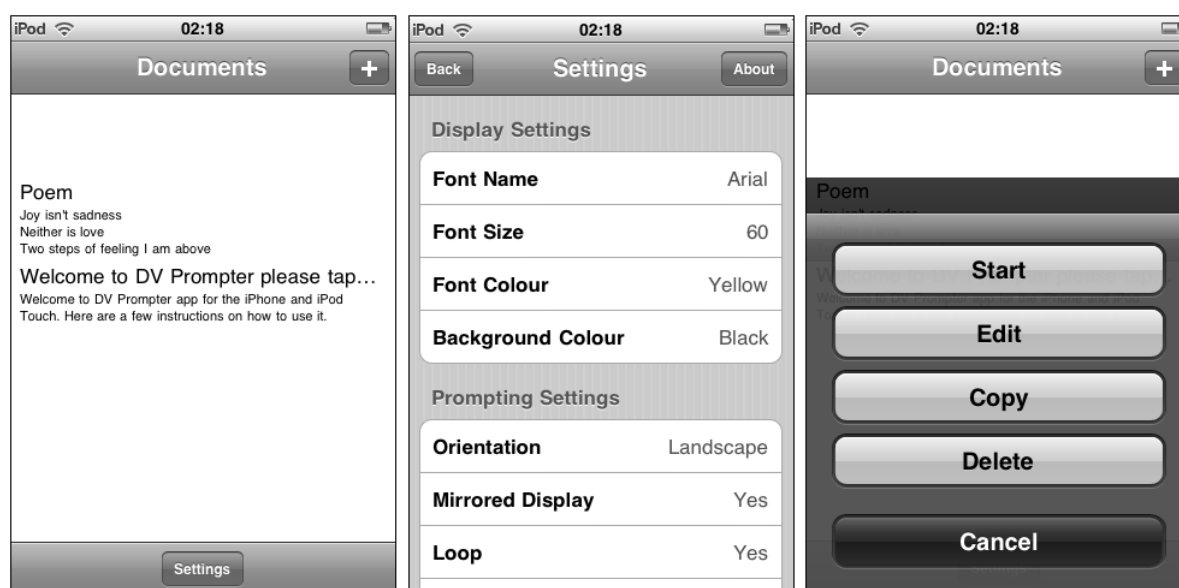 iPod 02:18
Documents +
Poem
Joy isn't sadness
Neither is love
Two steps of feeling I am above
Welcome to DV Prompter please tap...
Welcome to DV Prompter app for the iPhone and iPod
Touch. Here are a few instructions on how to use it.
Settings
iPod 02:18
Back Settings About
Display Settings
Font Name Arial
Font Size 60
Font Colour Yellow
Background Colour Black
Prompting Settings
Orientation Landscape
Mirrored Display Yes
Loop Yes
iPod 02:18
Documents +
Poem
Start
Edit
Copy
Delete
Cancel